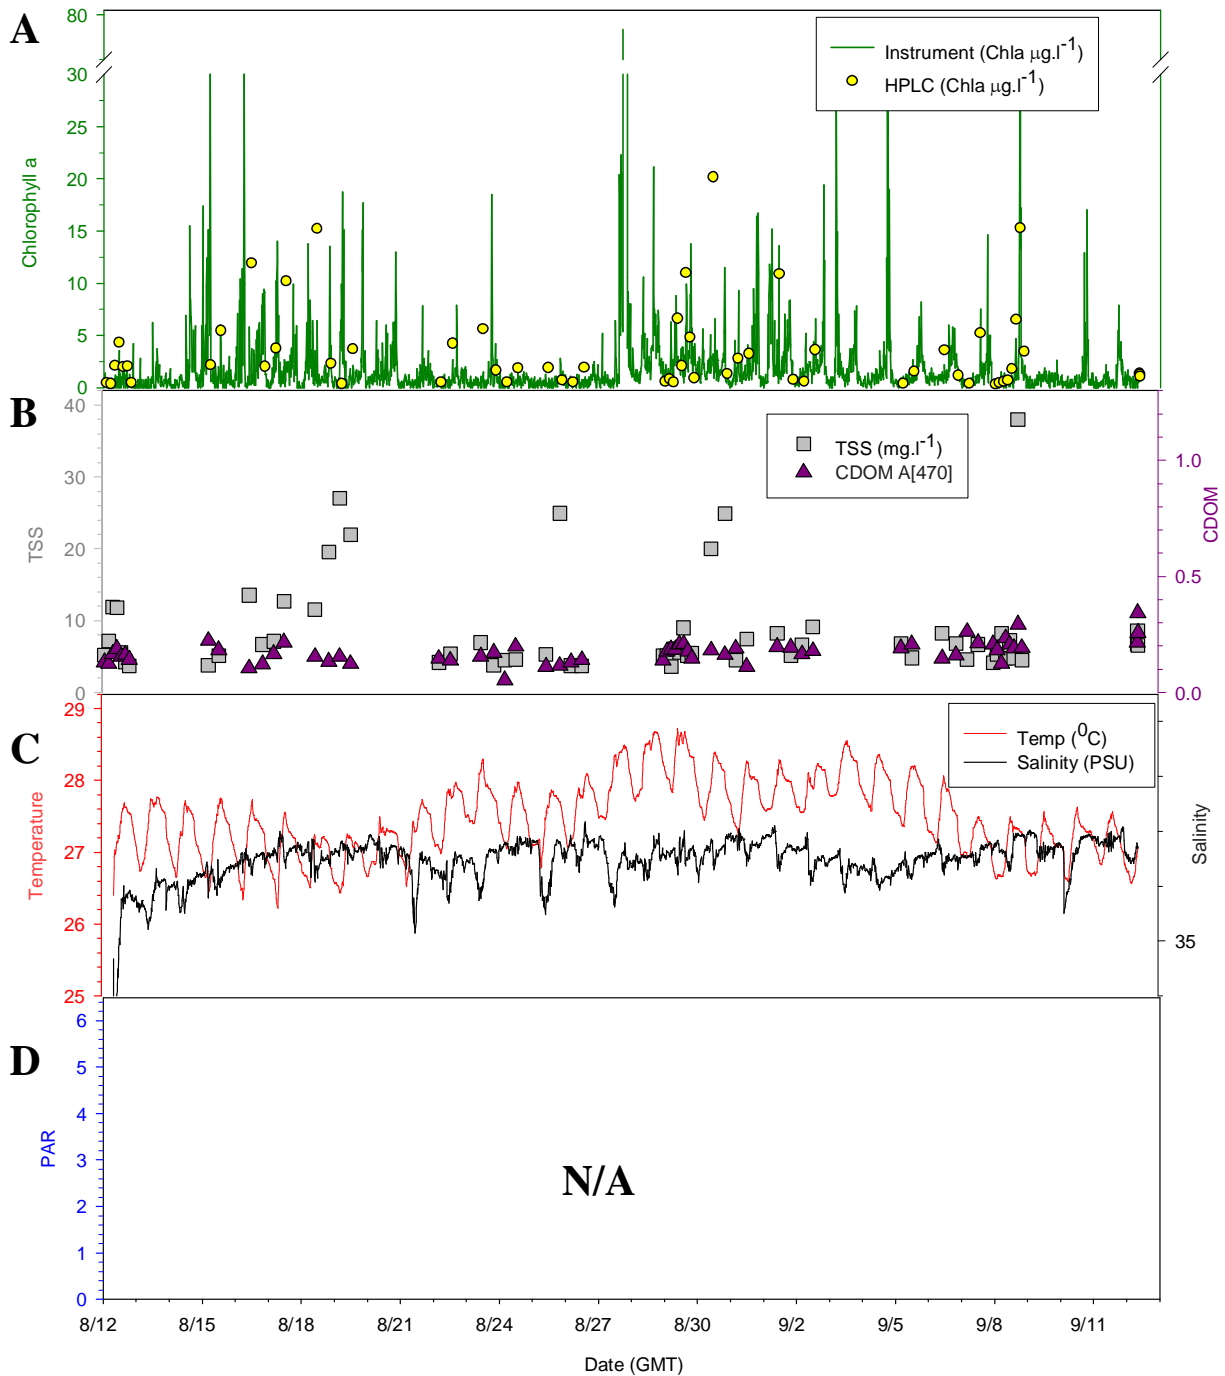 A
80
30
25
20
15
10
5
0
Chlorophyll a
Instrument (Chla µg.l-1)
HPLC (Chla µg.l-1)
B
40
30
20
10
0
TSS
TSS (mg.l-1)
CDOM A[470]
1.0
0.5
0.0
CDOM
C
29
28
27
26
25
Temperature
Temp (0C)
Salinity (PSU)
35
Salinity
D
6
5
4
3
2
1
0
PAR
N/A
8/12 8/15 8/18 8/21 8/24 8/27 8/30 9/2 9/5 9/8 9/11
Date (GMT)